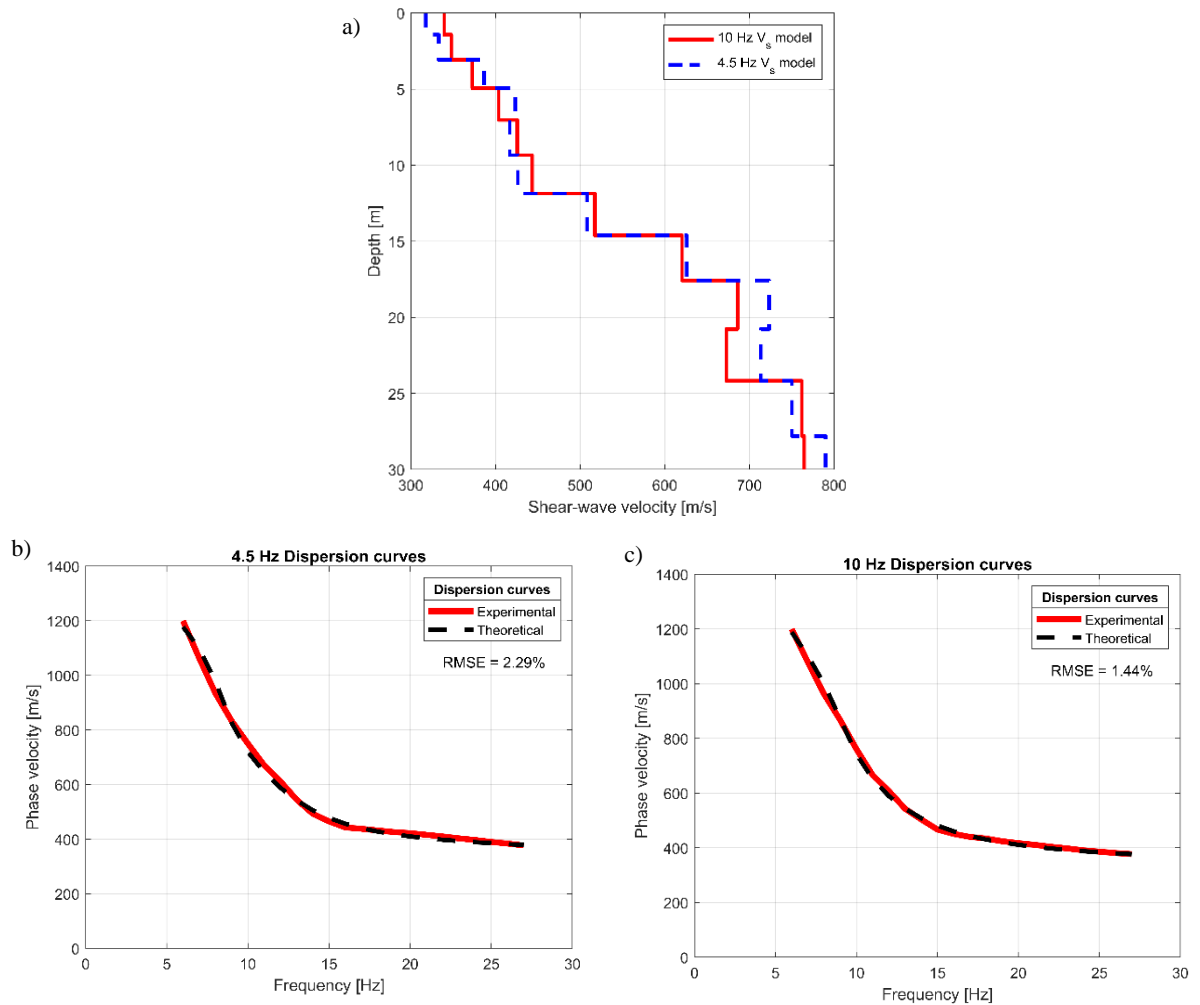 a)
0
5
10
15
20
25
30
Depth [m]
300 400 500 600 700 800
Shear-wave velocity [m/s]
10 Hz Vs model
4.5 Hz Vs model
b)
4.5 Hz Dispersion curves
1400
1200
1000
800
600
400
200
0
Phase velocity [m/s]
0 5 10 15 20 25 30
Frequency [Hz]
Dispersion curves
Experimental
Theoretical
RMSE = 2.29%
c)
10 Hz Dispersion curves
1400
1200
1000
800
600
400
200
0
Phase velocity [m/s]
0 5 10 15 20 25 30
Frequency [Hz]
Dispersion curves
Experimental
Theoretical
RMSE = 1.44%